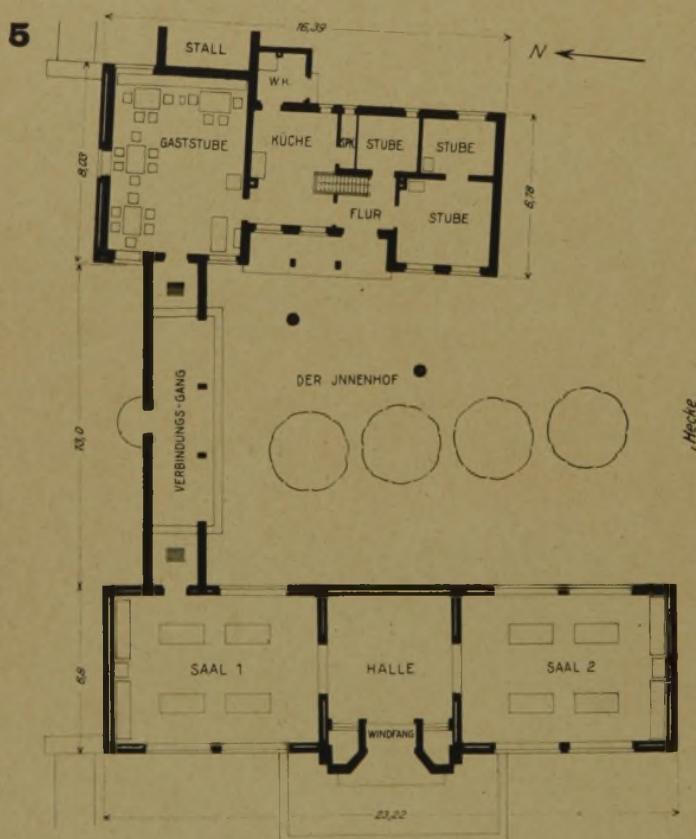 5
16,39
N
STALL
W.K.
8,03
GASTSTUBE
KÜCHE
SPK.
STUBE
STUBE
6,78
FLUR
STUBE
13,0
VERBINDUNGS-GANG
DER JNNENHOF
Hecke
6,8
SAAL 1
HALLE
SAAL 2
WINDFANG
23,22